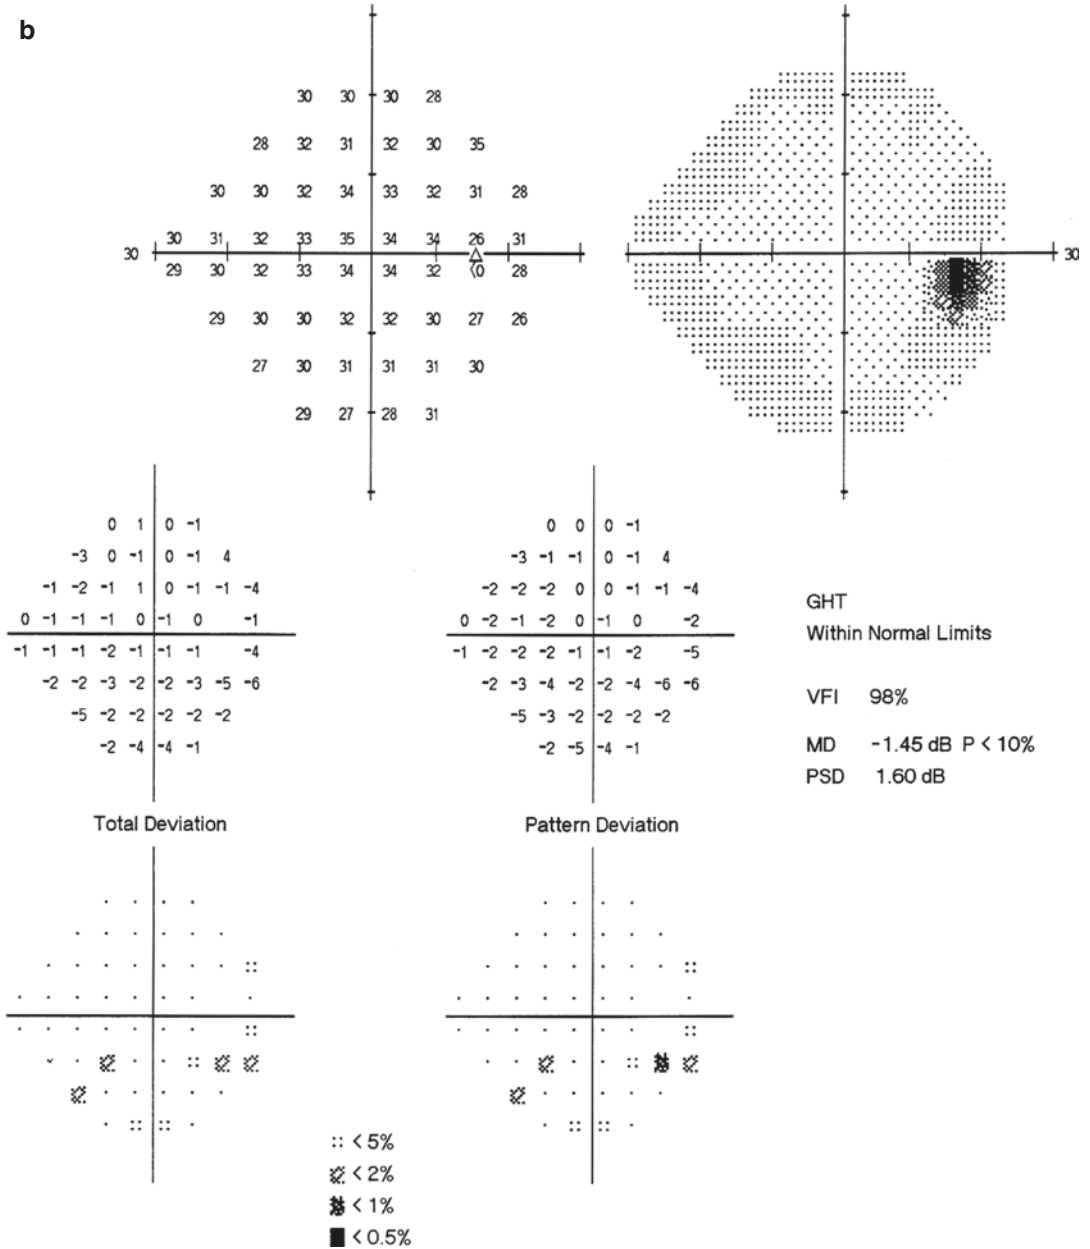 b
30 30 30 28
28 32 31 32 30 35
30 30 32 34 33 32 31 28
30 31 32 33 35 34 34 26 31
30
30
29 30 32 33 34 34 32 <0 28
29 30 30 32 32 30 27 26
27 30 31 31 31 30
29 27 28 31
0 1 0 -1
-3 0 -1 0 -1 4
-1 -2 -1 1 0 -1 -1 -4
0 -1 -1 -1 0 -1 0 -1
-1 -1 -1 -2 -1 -1 -1 -4
-2 -2 -3 -2 -2 -3 -5 -6
-5 -2 -2 -2 -2 -2
-2 -4 -4 -1
Total Deviation
0 0 0 -1
-3 -1 -1 0 -1 4
-2 -2 -2 0 0 -1 -1 -4
0 -2 -1 -2 0 -1 0 -2
-1 -2 -2 -2 -1 -1 -2 -5
-2 -3 -4 -2 -2 -4 -6 -6
-5 -3 -2 -2 -2 -2
-2 -5 -4 -1
Pattern Deviation
GHT
Within Normal Limits
VFI 98%
MD -1.45 dB P < 10%
PSD 1.60 dB
< 5%
< 2%
< 1%
< 0.5%